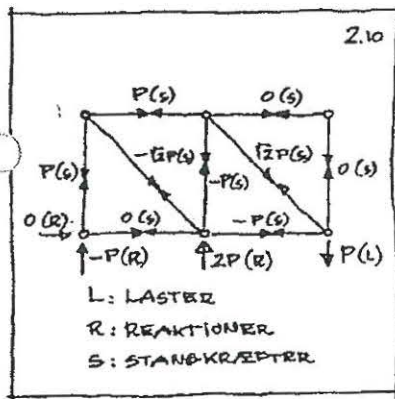 2.10
P(S) 0(S)
P(S) -√2P(S) -P(S) √2P(S) 0(S)
0(R) 0(S) -P(S)
-P(R) 2P(R) P(L)
L: LASTER
R: REAKTIONER
S: STANGKRÆFTER